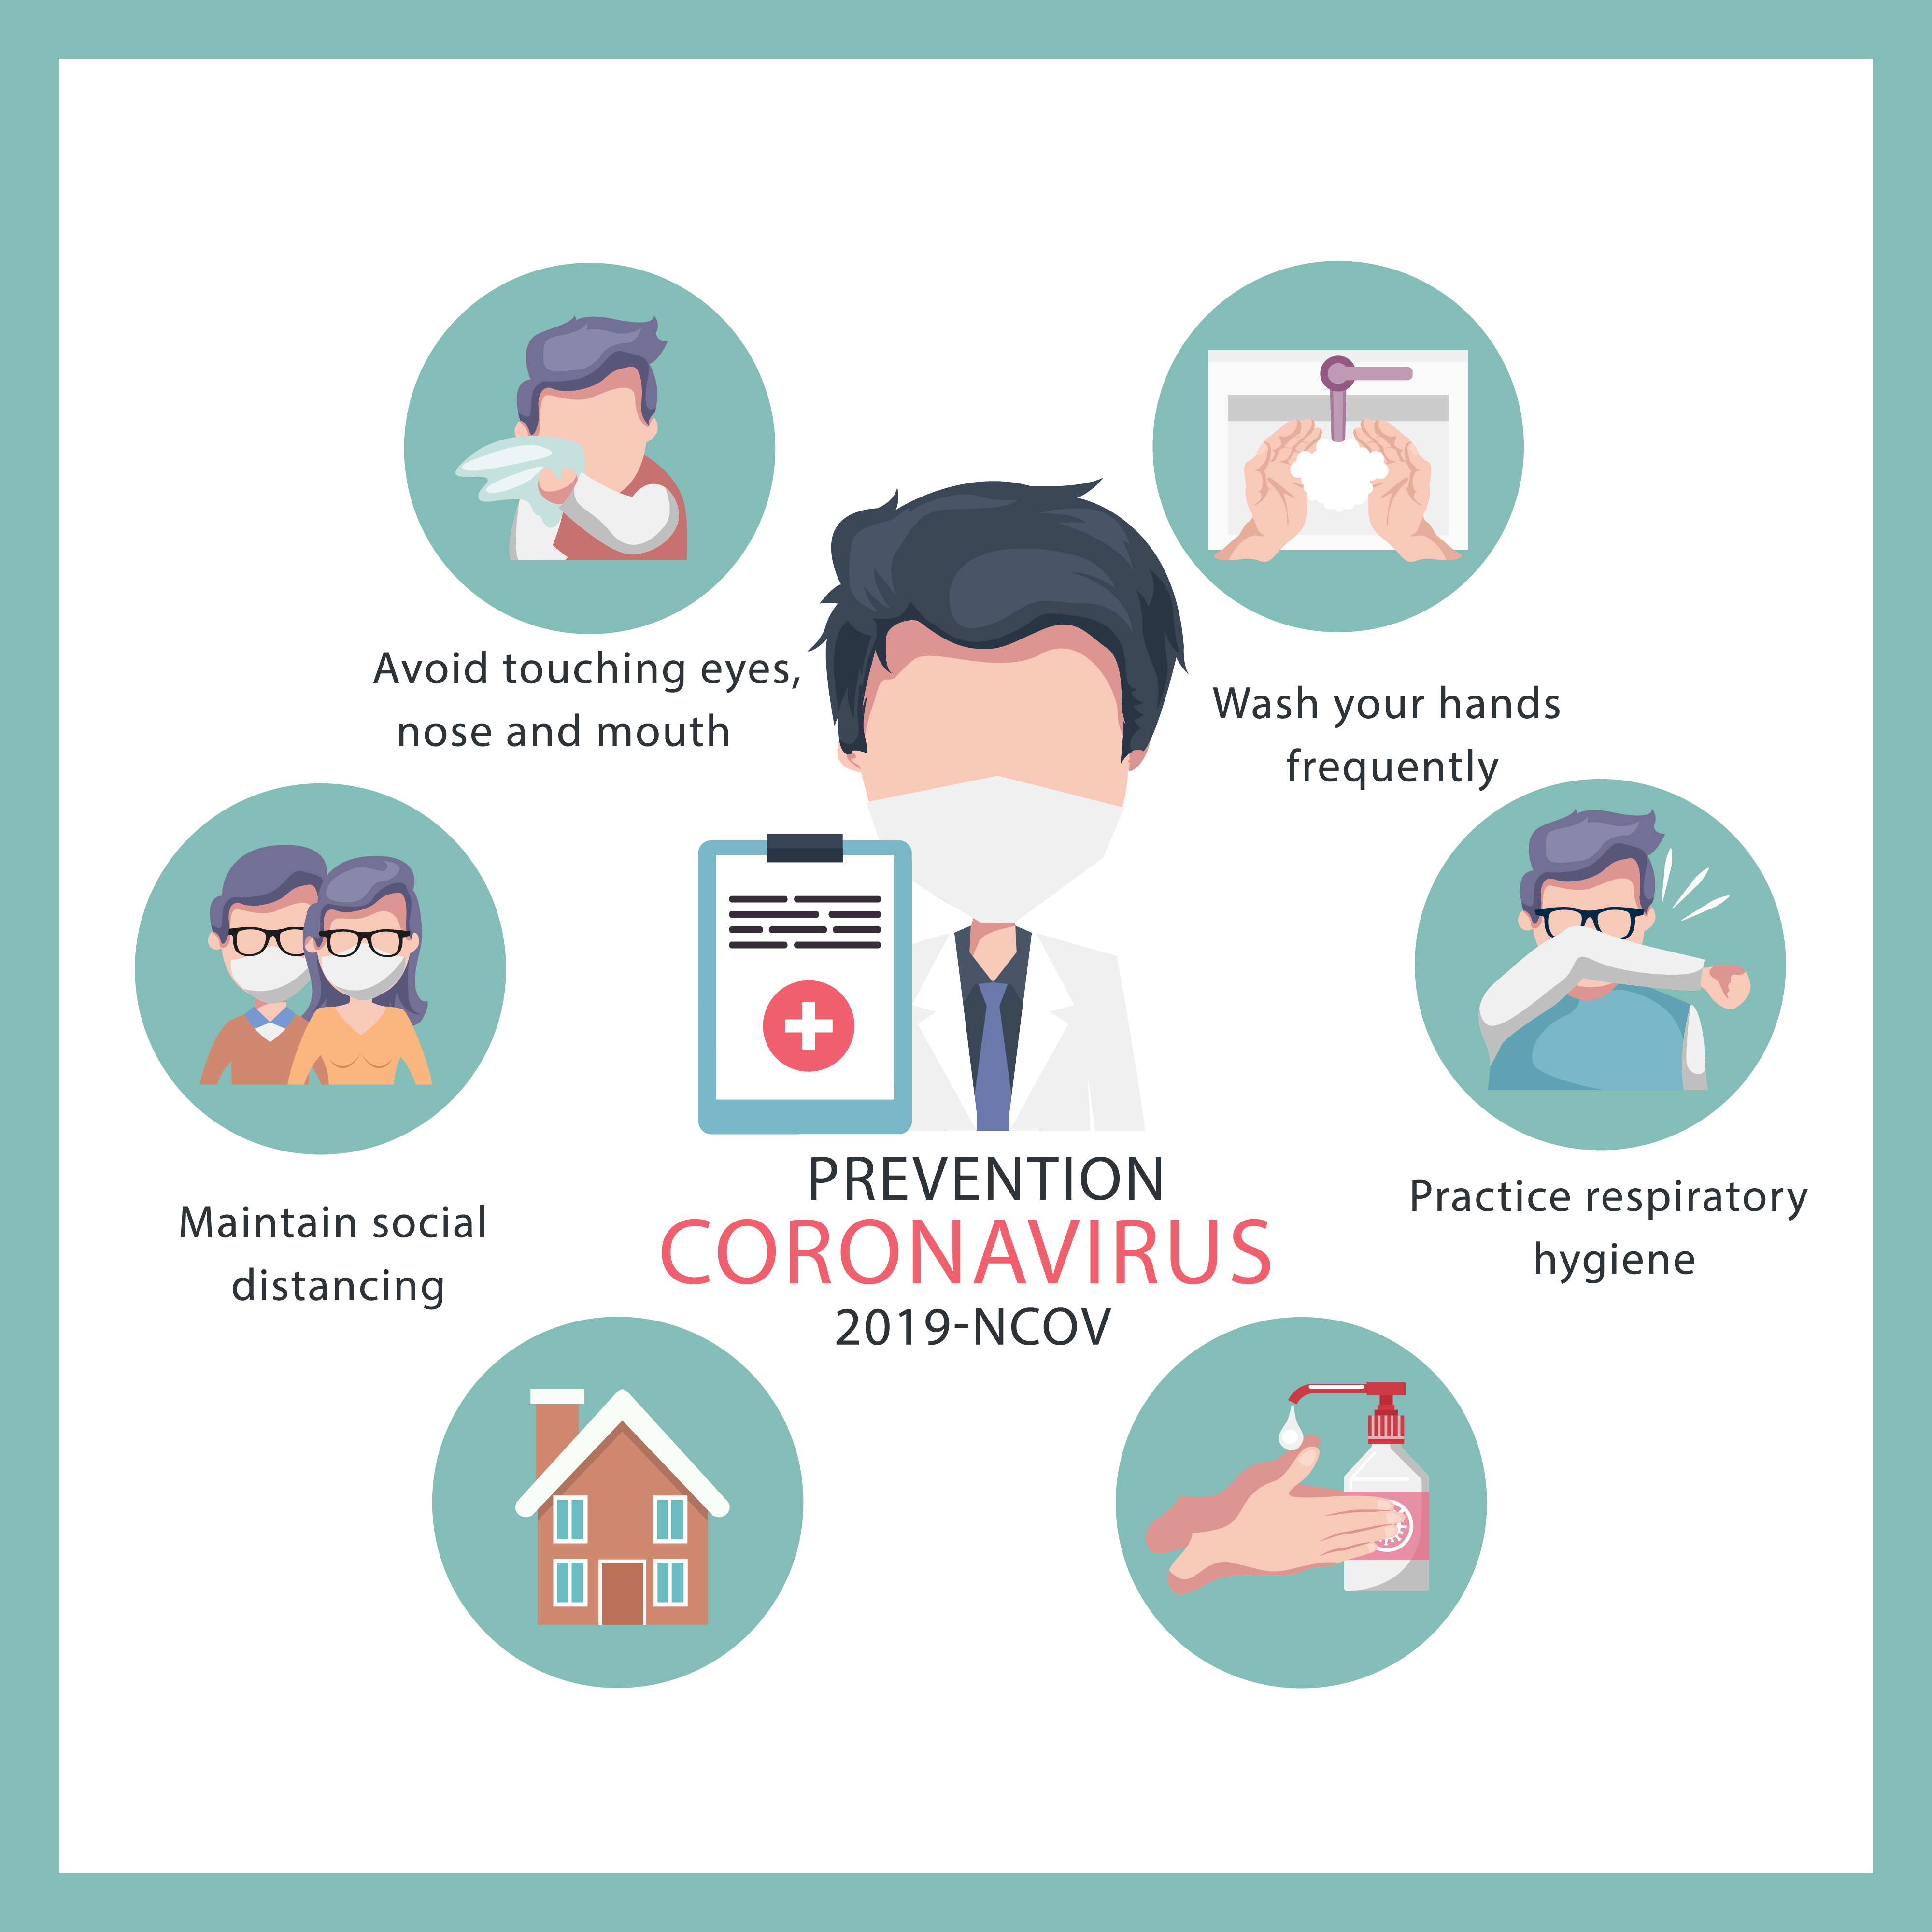 Avoid touching eyes,
nose and mouth
Wash your hands
frequently
Maintain social
distancing
Practice respiratory
hygiene
PREVENTION
CORONAVIRUS
2019-NCOV